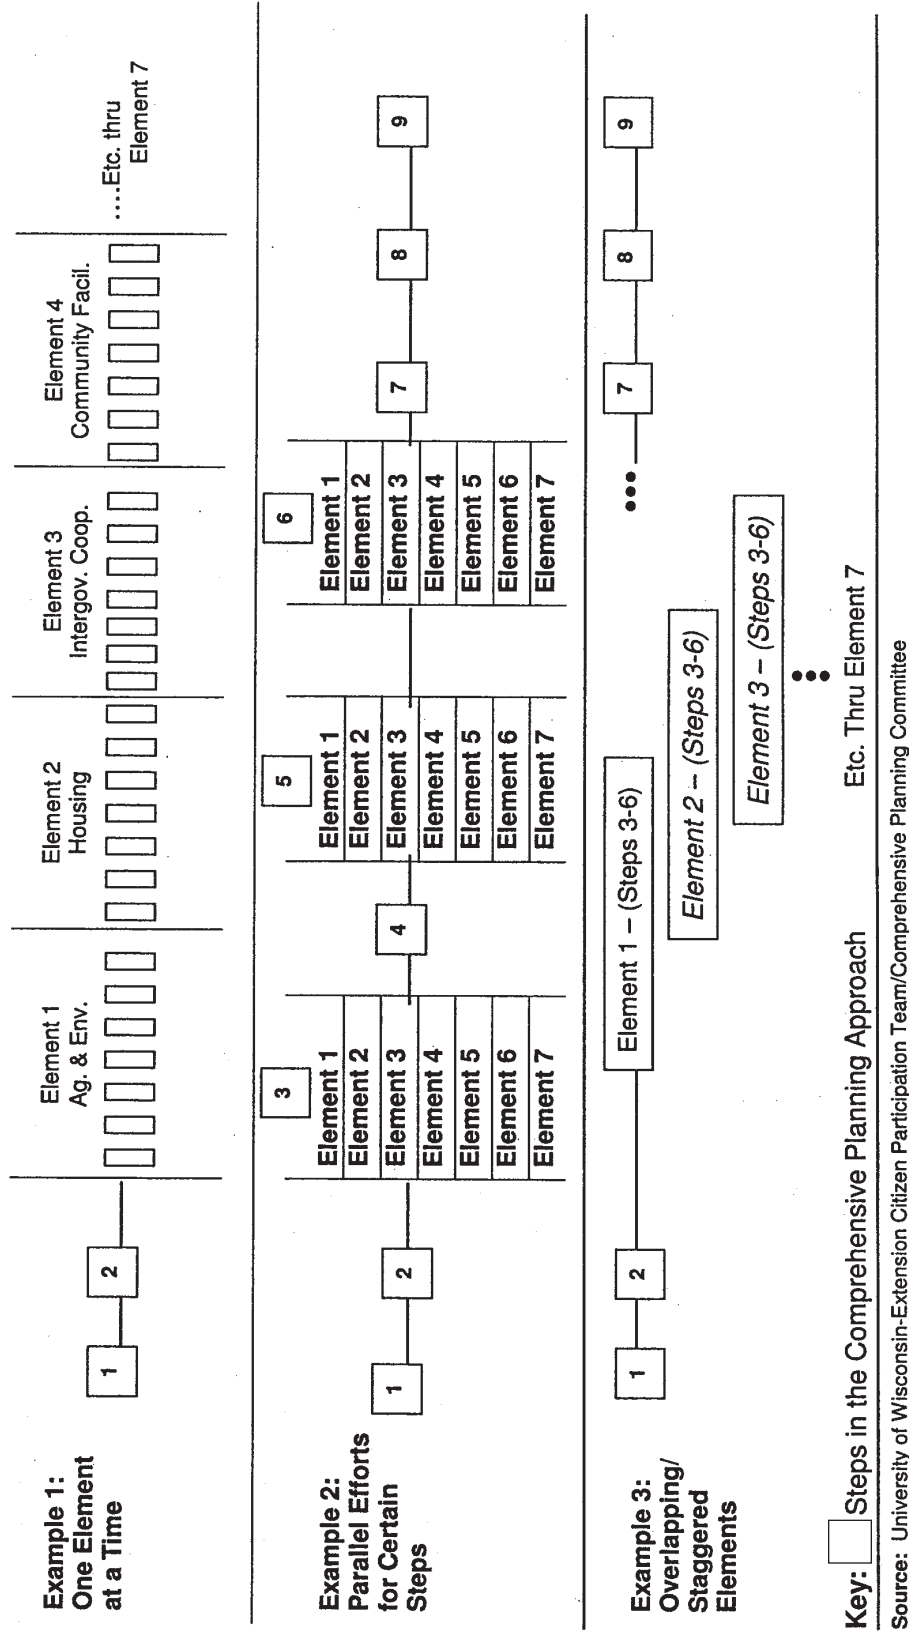 Example 1:
One Element
at a Time
1
2
Element 1
Ag. & Env.
Element 2
Housing
Element 3
Intergov. Coop.
Element 4
Community Facil.
....Etc. thru
Element 7
Example 2:
Parallel Efforts
for Certain
Steps
1
2
3
Element 1
Element 2
Element 3
Element 4
Element 5
Element 6
Element 7
4
5
Element 1
Element 2
Element 3
Element 4
Element 5
Element 6
Element 7
6
Element 1
Element 2
Element 3
Element 4
Element 5
Element 6
Element 7
7
8
9
Example 3:
Overlapping/
Staggered
Elements
1
2
Element 1 – (Steps 3-6)
Element 2 – (Steps 3-6)
Element 3 – (Steps 3-6)
•••
Etc. Thru Element 7
•••
7
8
9
Key: Steps in the Comprehensive Planning Approach
Source: University of Wisconsin-Extension Citizen Participation Team/Comprehensive Planning Committee